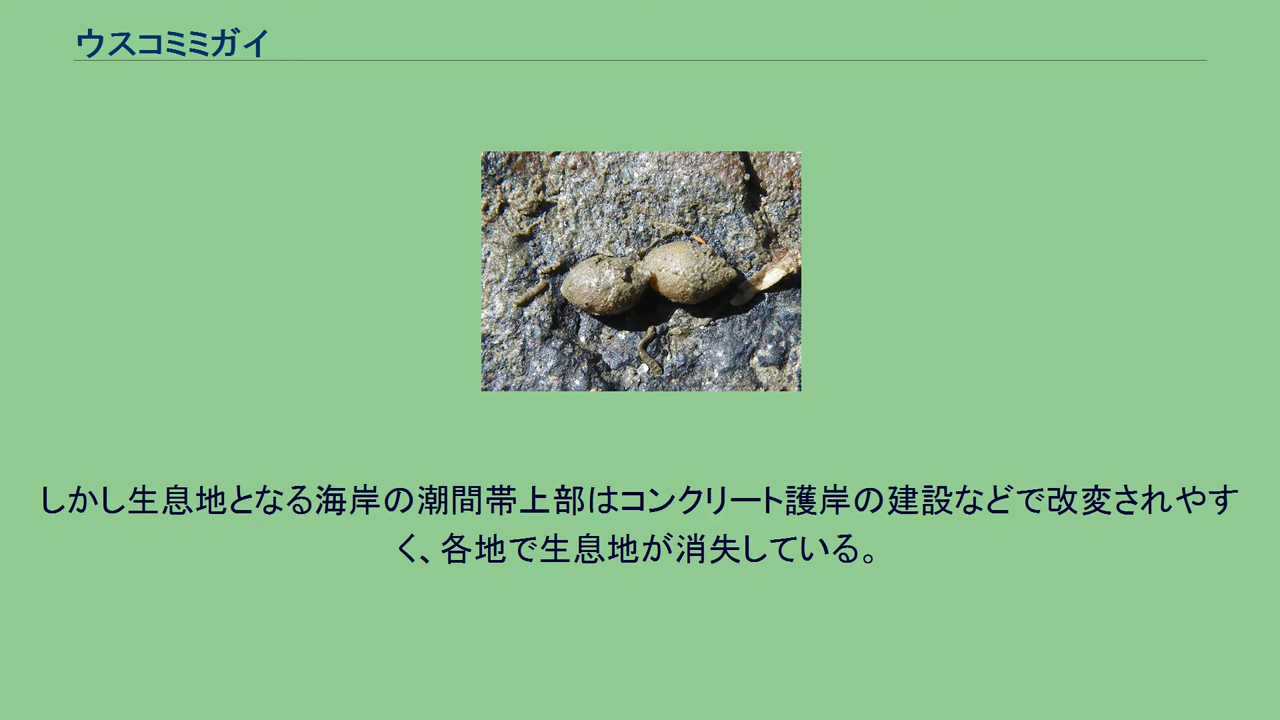 ウスコミミガイ
しかし生息地となる海岸の潮間帯上部はコンクリート護岸の建設などで改変されやす
く、各地で生息地が消失している。